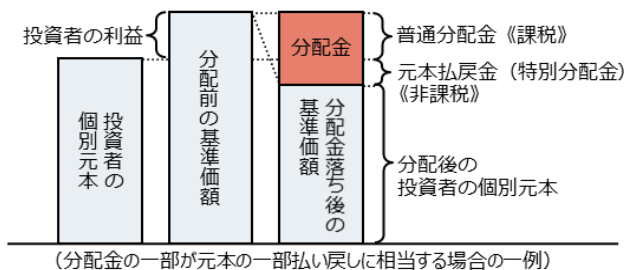 投資者の利益
投資者の
個別元本
分配前の基準価額
分配金
分配金落ち後の
基準価額
普通分配金《課税》
元本払戻金（特別分配金）
《非課税》
分配後の
投資者の個別元本
（分配金の一部が元本の一部払い戻しに相当する場合の一例）